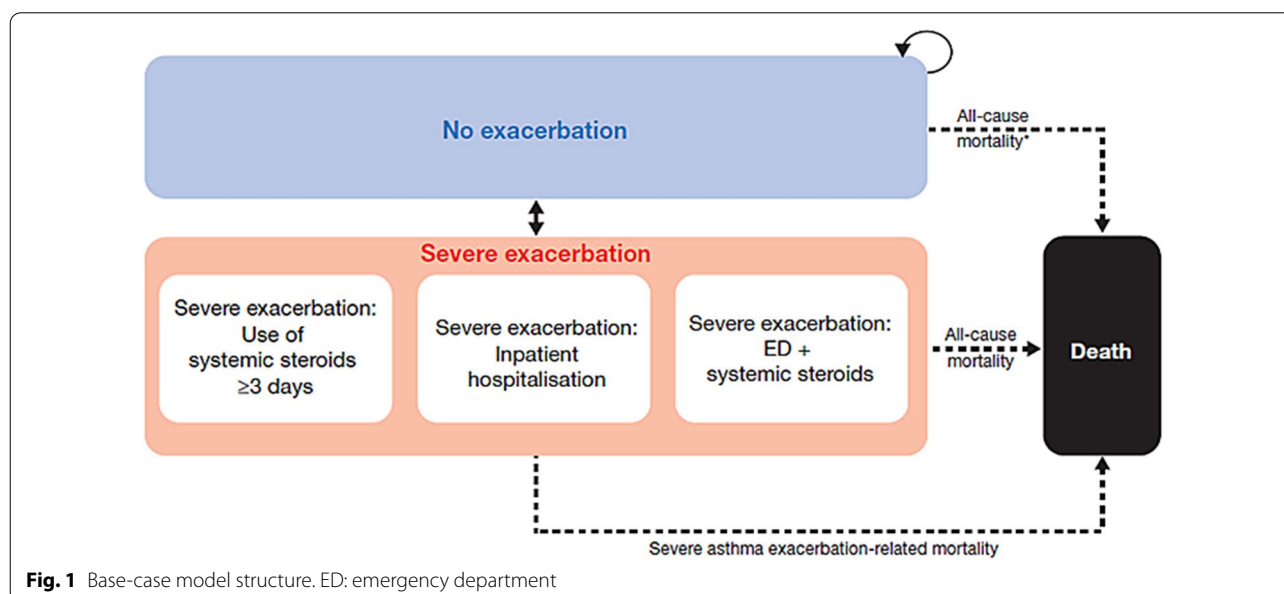 No exacerbation
All-cause
mortality*
Severe exacerbation
Severe exacerbation:
Use of
systemic steroids
≥3 days
Severe exacerbation:
Inpatient
hospitalisation
Severe exacerbation:
ED +
systemic steroids
All-cause
mortality
Death
Severe asthma exacerbation-related mortality
Fig. 1 Base-case model structure. ED: emergency department